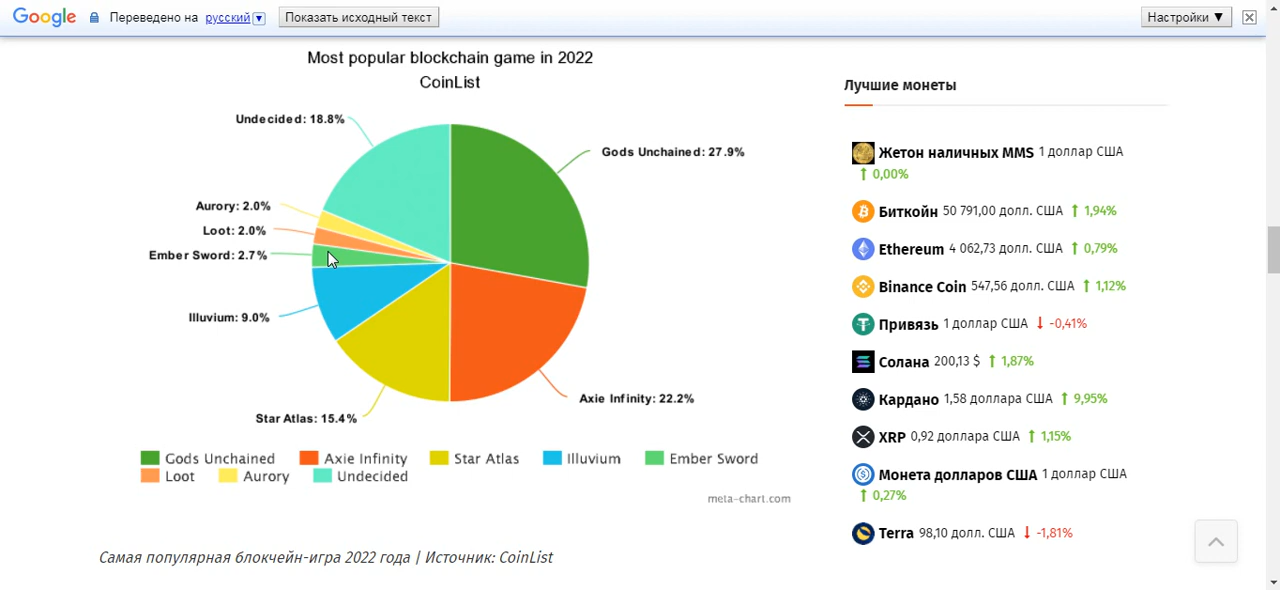 Google Переведено на русский Показать исходный текст Настройки ▼
Most popular blockchain game in 2022
CoinList
Undecided: 18.8%
Gods Unchained: 27.9%
Aurory: 2.0%
Loot: 2.0%
Ember Sword: 2.7%
Illuvium: 9.0%
Axie Infinity: 22.2%
Star Atlas: 15.4%
Gods Unchained Axie Infinity Star Atlas Illuvium Ember Sword
Loot Aurory Undecided
meta-chart.com
Самая популярная блокчейн-игра 2022 года | Источник: CoinList
Лучшие монеты
Жетон наличных MMS 1 доллар США
0,00%
Биткойн 50 791,00 долл. США 1,94%
Ethereum 4 062,73 долл. США 0,79%
Binance Coin 547,56 долл. США 1,12%
Привязь 1 доллар США -0,41%
Солана 200,13 $ 1,87%
Кардано 1,58 доллара США 9,95%
XRP 0,92 доллара США 1,15%
Монета долларов США 1 доллар США
0,27%
Terra 98,10 долл. США -1,81%